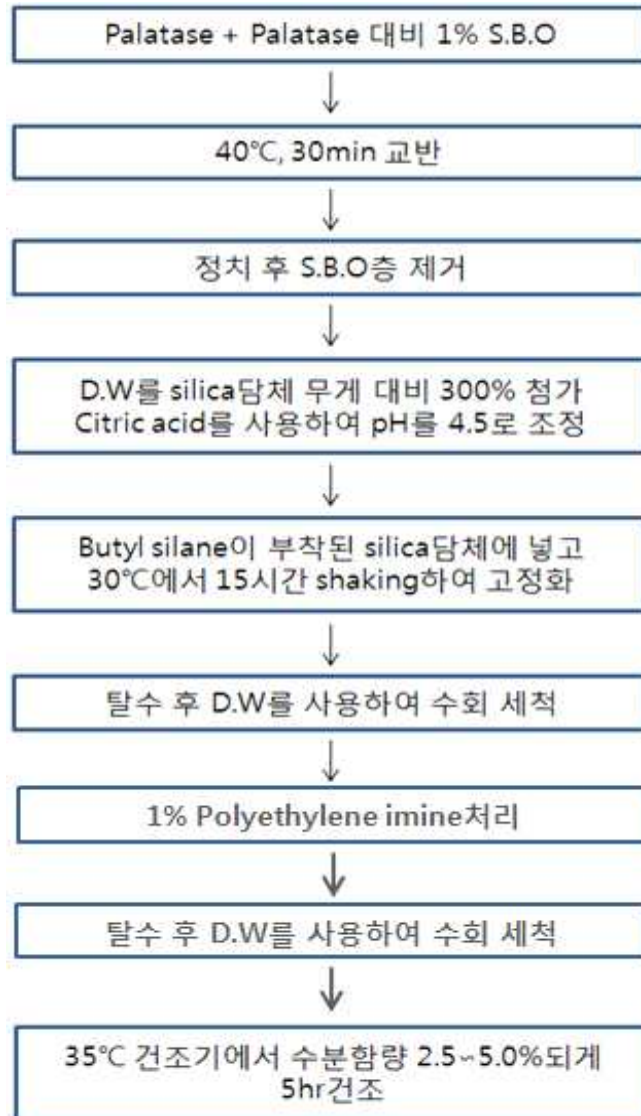 Palatase + Palatase 대비 1% S.B.O
40℃, 30min 교반
정치 후 S.B.O층 제거
D.W를 silica담체 무게 대비 300% 첨가
Citric acid를 사용하여 pH를 4.5로 조정
Butyl silane이 부착된 silica담체에 넣고
30℃에서 15시간 shaking하여 고정화
탈수 후 D.W를 사용하여 수회 세척
1% Polyethylene imine처리
탈수 후 D.W를 사용하여 수회 세척
35℃ 건조기에서 수분함량 2.5~5.0%되게
5hr건조